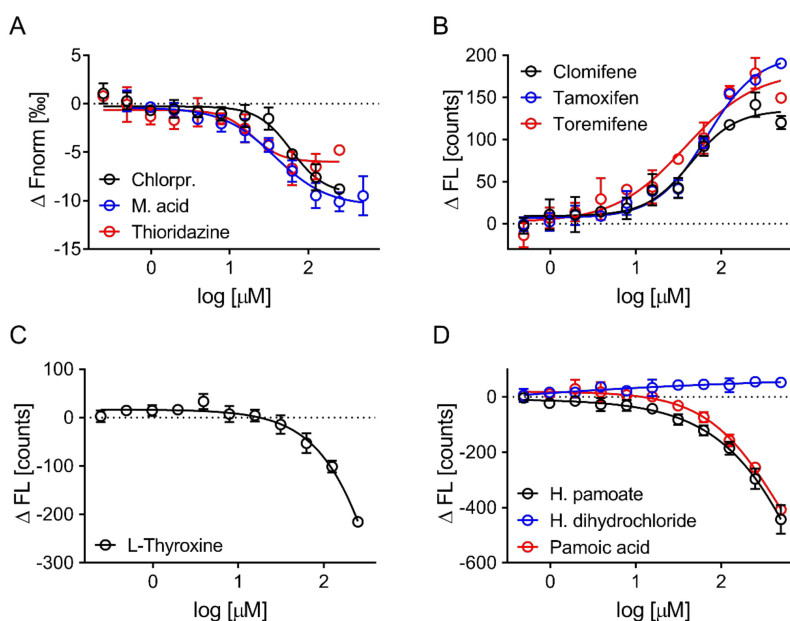 A
5
0
-5
-10
-15
Δ Fnorm [‰]
Chlorpr.
M. acid
Thioridazine
0
1
2
log [µM]
B
200
150
100
50
0
Δ FL [counts]
Clomifene
Tamoxifen
Toremifene
0
1
2
log [µM]
C
100
0
-100
-200
-300
Δ FL [counts]
L-Thyroxine
0
1
2
log [µM]
D
0
-200
-400
-600
Δ FL [counts]
H. pamoate
H. dihydrochloride
Pamoic acid
0
1
2
log [µM]